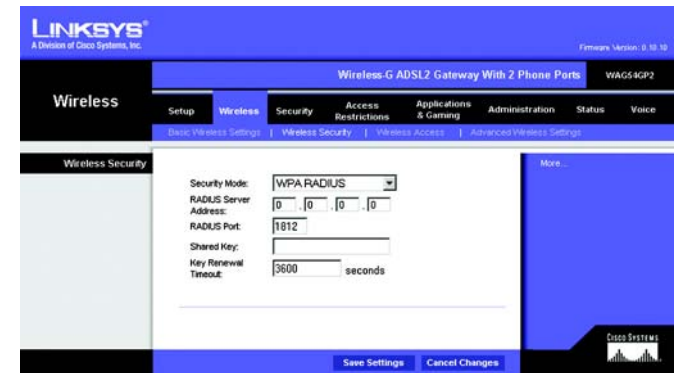 LINKSYS®
A Division of Cisco Systems, Inc.
Firmware Version: 0.10.10
Wireless-G ADSL2 Gateway With 2 Phone Ports WAG54GP2
Wireless
Setup Wireless Security Access Restrictions Applications & Gaming Administration Status Voice
Basic Wireless Settings | Wireless Security | Wireless Access | Advanced Wireless Settings
Wireless Security
More...
Security Mode: WPA RADIUS
RADIUS Server Address: 0 . 0 . 0 . 0
RADIUS Port: 1812
Shared Key:
Key Renewal Timeout: 3600 seconds
CISCO SYSTEMS
Save Settings Cancel Changes